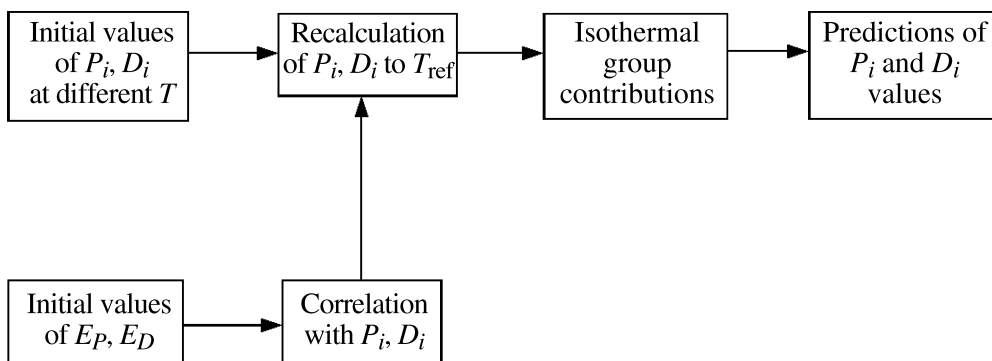 Initial values
of P_i, D_i
at different T
Recalculation
of P_i, D_i to T_ref
Isothermal
group
contributions
Predictions of
P_i and D_i
values
Initial values
of E_P, E_D
Correlation
with P_i, D_i